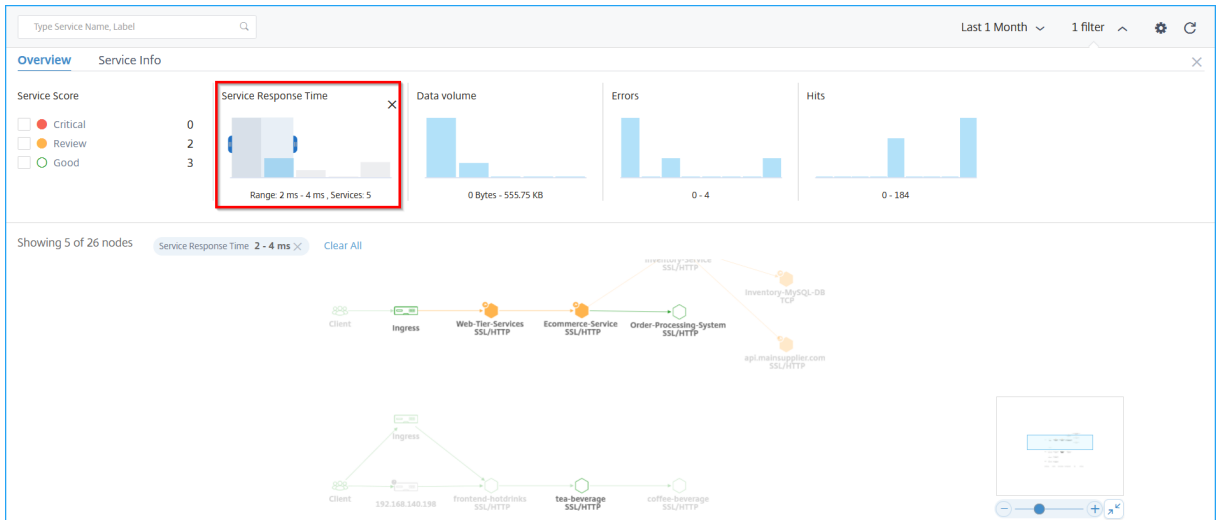 Type Service Name, Label
Last 1 Month
1 filter
Overview
Service Info
Service Score
Critical 0
Review 2
Good 3
Service Response Time
Range: 2 ms - 4 ms , Services: 5
Data volume
0 Bytes - 555.75 KB
Errors
0 - 4
Hits
0 - 184
Showing 5 of 26 nodes
Service Response Time 2 - 4 ms
Clear All
Inventory-Service
SSL/HTTP
Inventory-MySQL-DB
TCP
Client
Ingress
Web-Tier-Services
SSL/HTTP
Ecommerce-Service
SSL/HTTP
Order-Processing-System
SSL/HTTP
api.mainsupplier.com
SSL/HTTP
Ingress
Client
192.168.140.198
frontend-hotdrinks
SSL/HTTP
tea-beverage
SSL/HTTP
coffee-beverage
SSL/HTTP